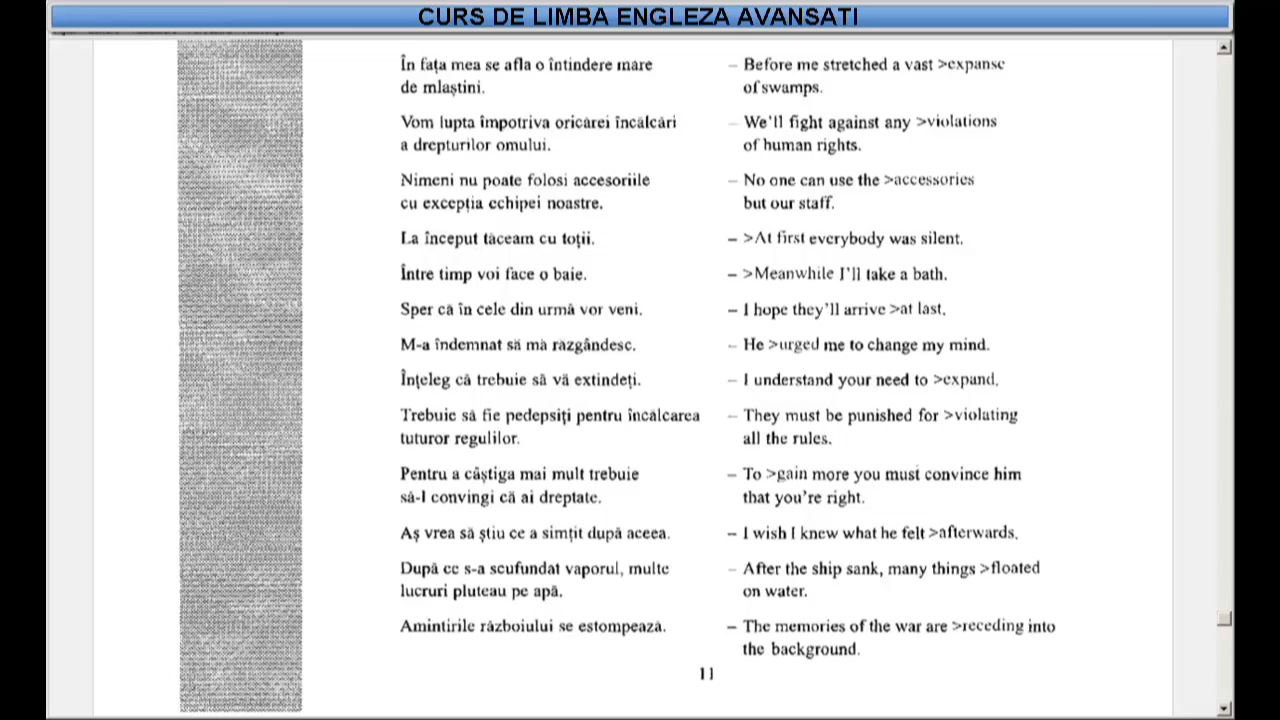 CURS DE LIMBA ENGLEZA AVANSATI
În fața mea se afla o întindere mare – Before me stretched a vast >expanse
de mlaștini. of swamps.
Vom lupta împotriva oricărei încălcări – We'll fight against any >violations
a drepturilor omului. of human rights.
Nimeni nu poate folosi accesoriile – No one can use the >accessories
cu excepția echipei noastre. but our staff.
La început tăceam cu toții. – >At first everybody was silent.
Între timp voi face o baie. – >Meanwhile I'll take a bath.
Sper că în cele din urmă vor veni. – I hope they'll arrive >at last.
M-a îndemnat să mă răzgândesc. – He >urged me to change my mind.
Înțeleg că trebuie să vă extindeți. – I understand your need to >expand.
Trebuie să fie pedepsiți pentru încălcarea – They must be punished for >violating
tuturor regulilor. all the rules.
Pentru a câștiga mai mult trebuie – To >gain more you must convince him
să-l convingi că ai dreptate. that you're right.
Aș vrea să știu ce a simțit după aceea. – I wish I knew what he felt >afterwards.
După ce s-a scufundat vaporul, multe – After the ship sank, many things >floated
lucruri pluteau pe apă. on water.
Amintirile războiului se estompează. – The memories of the war are >receding into
the background.
11